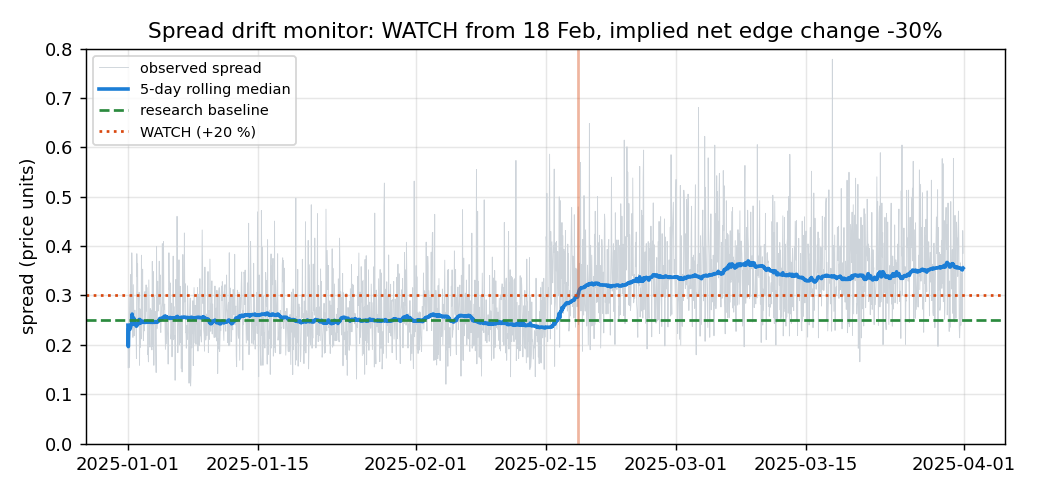 Spread drift monitor: WATCH from 18 Feb, implied net edge change -30%
observed spread
5-day rolling median
research baseline
WATCH (+20 %)
spread (price units)
0.8
0.7
0.6
0.5
0.4
0.3
0.2
0.1
0.0
2025-01-01 2025-01-15 2025-02-01 2025-02-15 2025-03-01 2025-03-15 2025-04-01